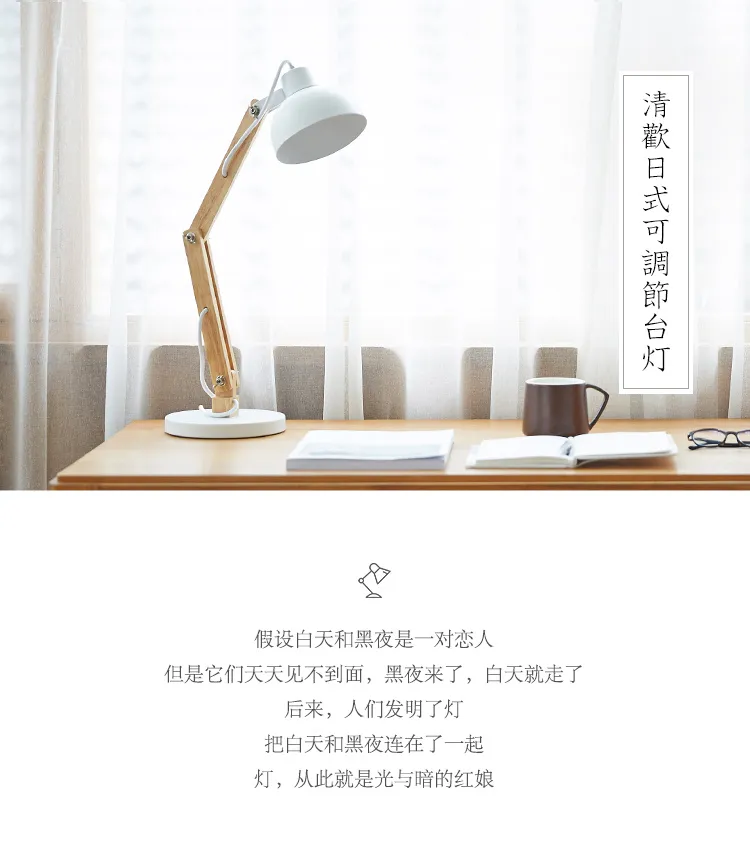 清歡日式可調節台灯
假设白天和黑夜是一对恋人
但是它们天天见不到面，黑夜来了，白天就走了
后来，人们发明了灯
把白天和黑夜连在了一起
灯，从此就是光与暗的红娘